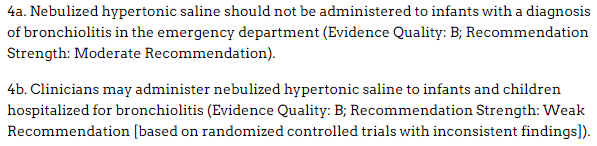 4a. Nebulized hypertonic saline should not be administered to infants with a diagnosis
of bronchiolitis in the emergency department (Evidence Quality: B; Recommendation
Strength: Moderate Recommendation).
4b. Clinicians may administer nebulized hypertonic saline to infants and children
hospitalized for bronchiolitis (Evidence Quality: B; Recommendation Strength: Weak
Recommendation [based on randomized controlled trials with inconsistent findings]).